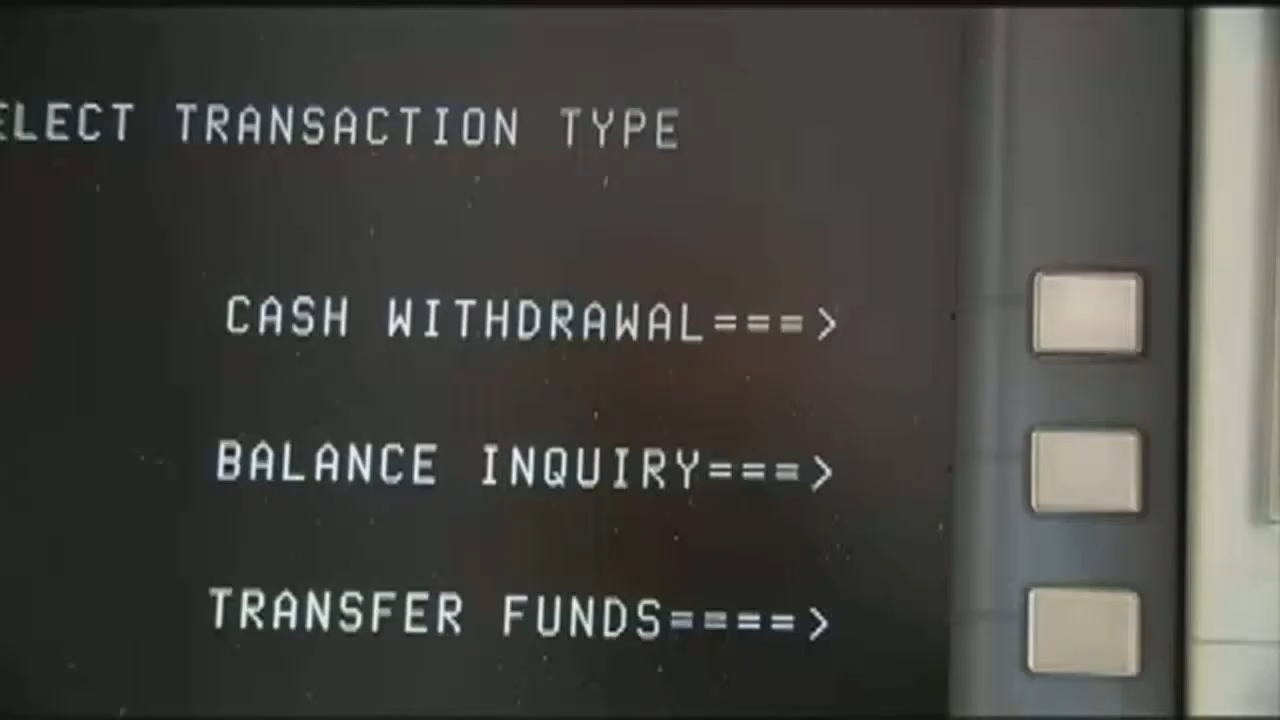 ELECT TRANSACTION TYPE
CASH WITHDRAWAL===>
BALANCE INQUIRY===>
TRANSFER FUNDS====>